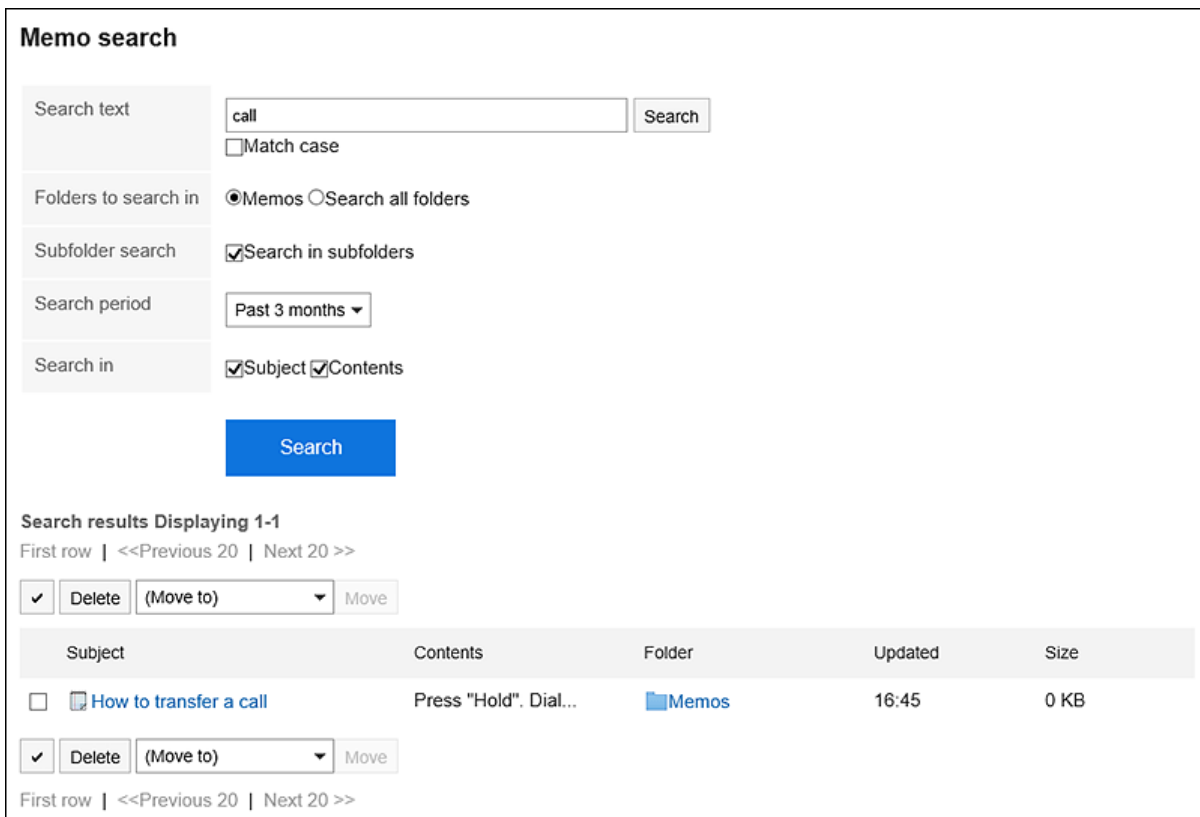 Memo search
Search text
call
Search
Match case
Folders to search in
Memos Search all folders
Subfolder search
Search in subfolders
Search period
Past 3 months
Search in
Subject Contents
Search
Search results Displaying 1-1
First row | <<Previous 20 | Next 20 >>
Delete (Move to) Move
Subject Contents Folder Updated Size
How to transfer a call Press "Hold". Dial... Memos 16:45 0 KB
Delete (Move to) Move
First row | <<Previous 20 | Next 20 >>